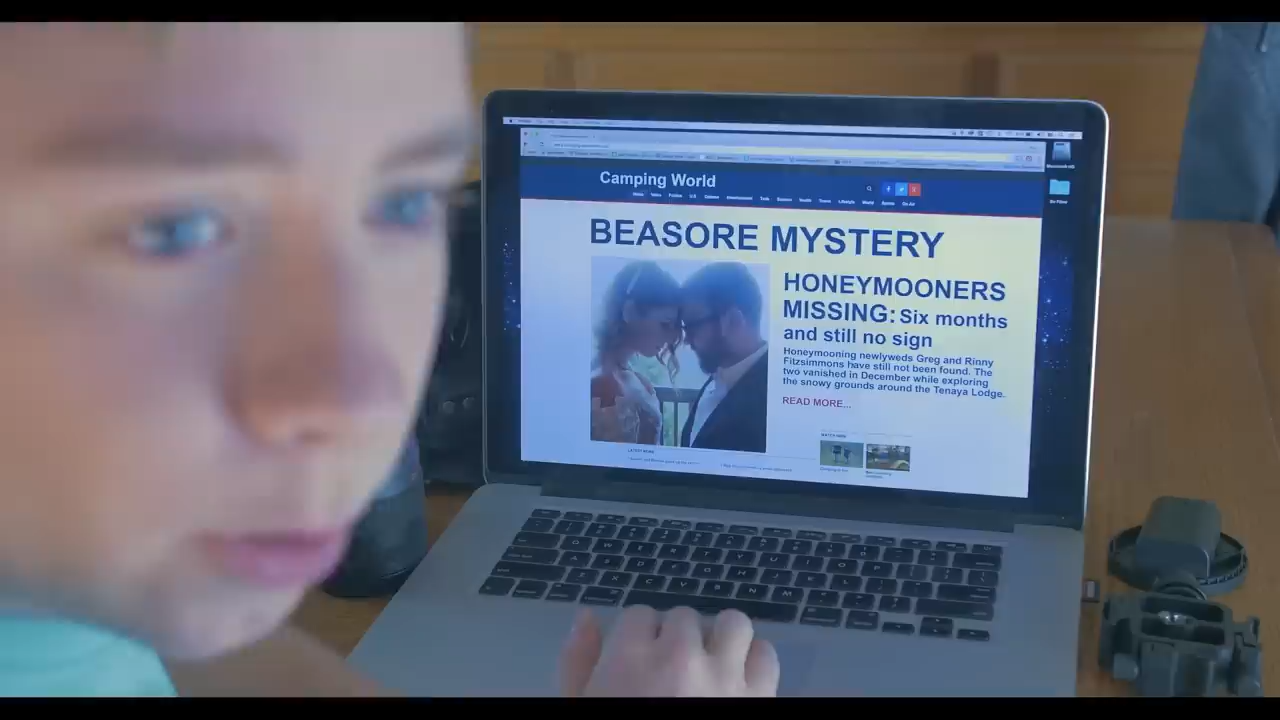 Camping World
BEASORE MYSTERY
HONEYMOONERS
MISSING: Six months
and still no sign
Honeymooning newlyweds Greg and Rinny
Fitzsimmons have still not been found. The
two vanished in December while exploring
the snowy grounds around the Tenaya Lodge.
READ MORE...